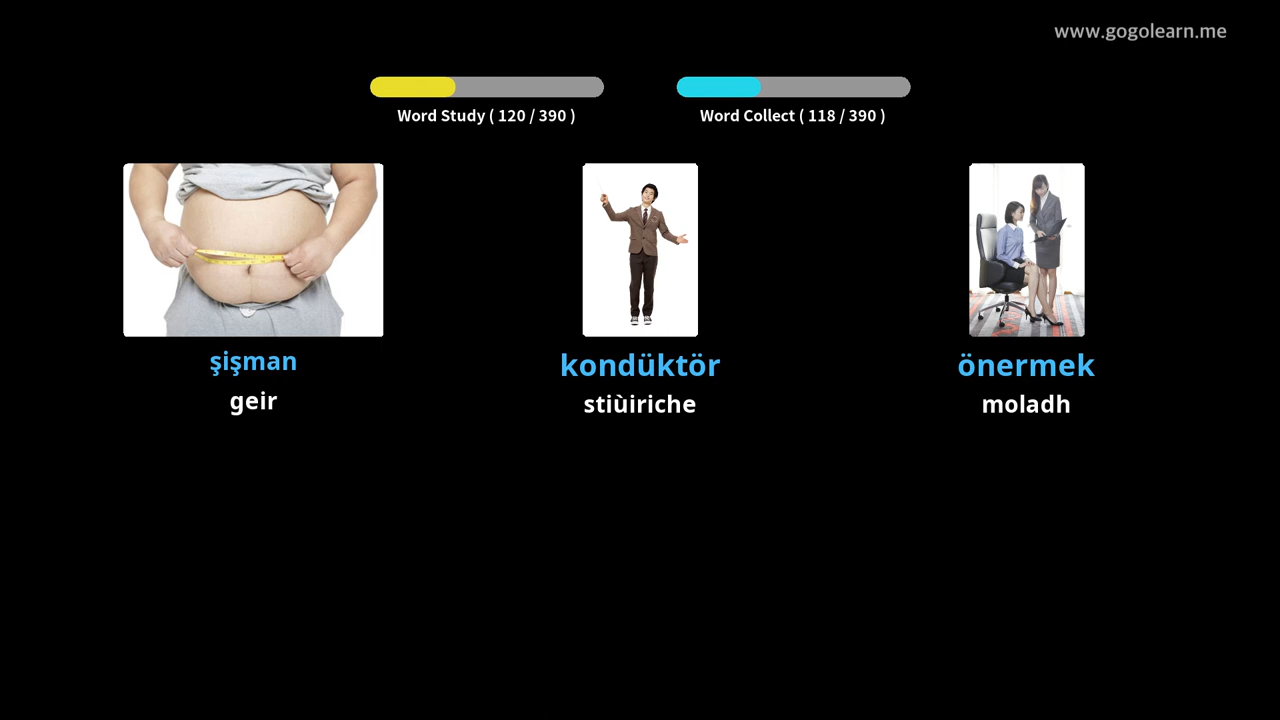 www.gogolearn.me
Word Study ( 120 / 390 )
Word Collect ( 118 / 390 )
şişman
geir
kondüktör
stiùiriche
önermek
moladh